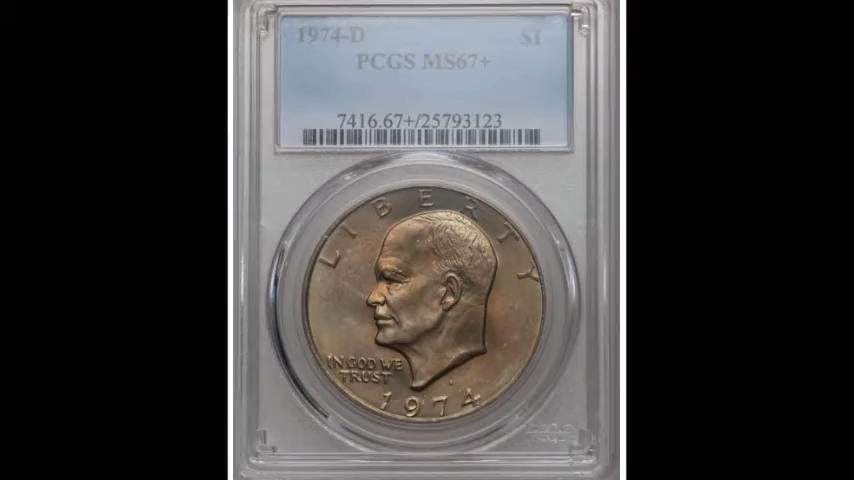 1974-D $1
PCGS MS67+
7416.67+/25793123
LIBERTY
IN GOD WE
TRUST
1974